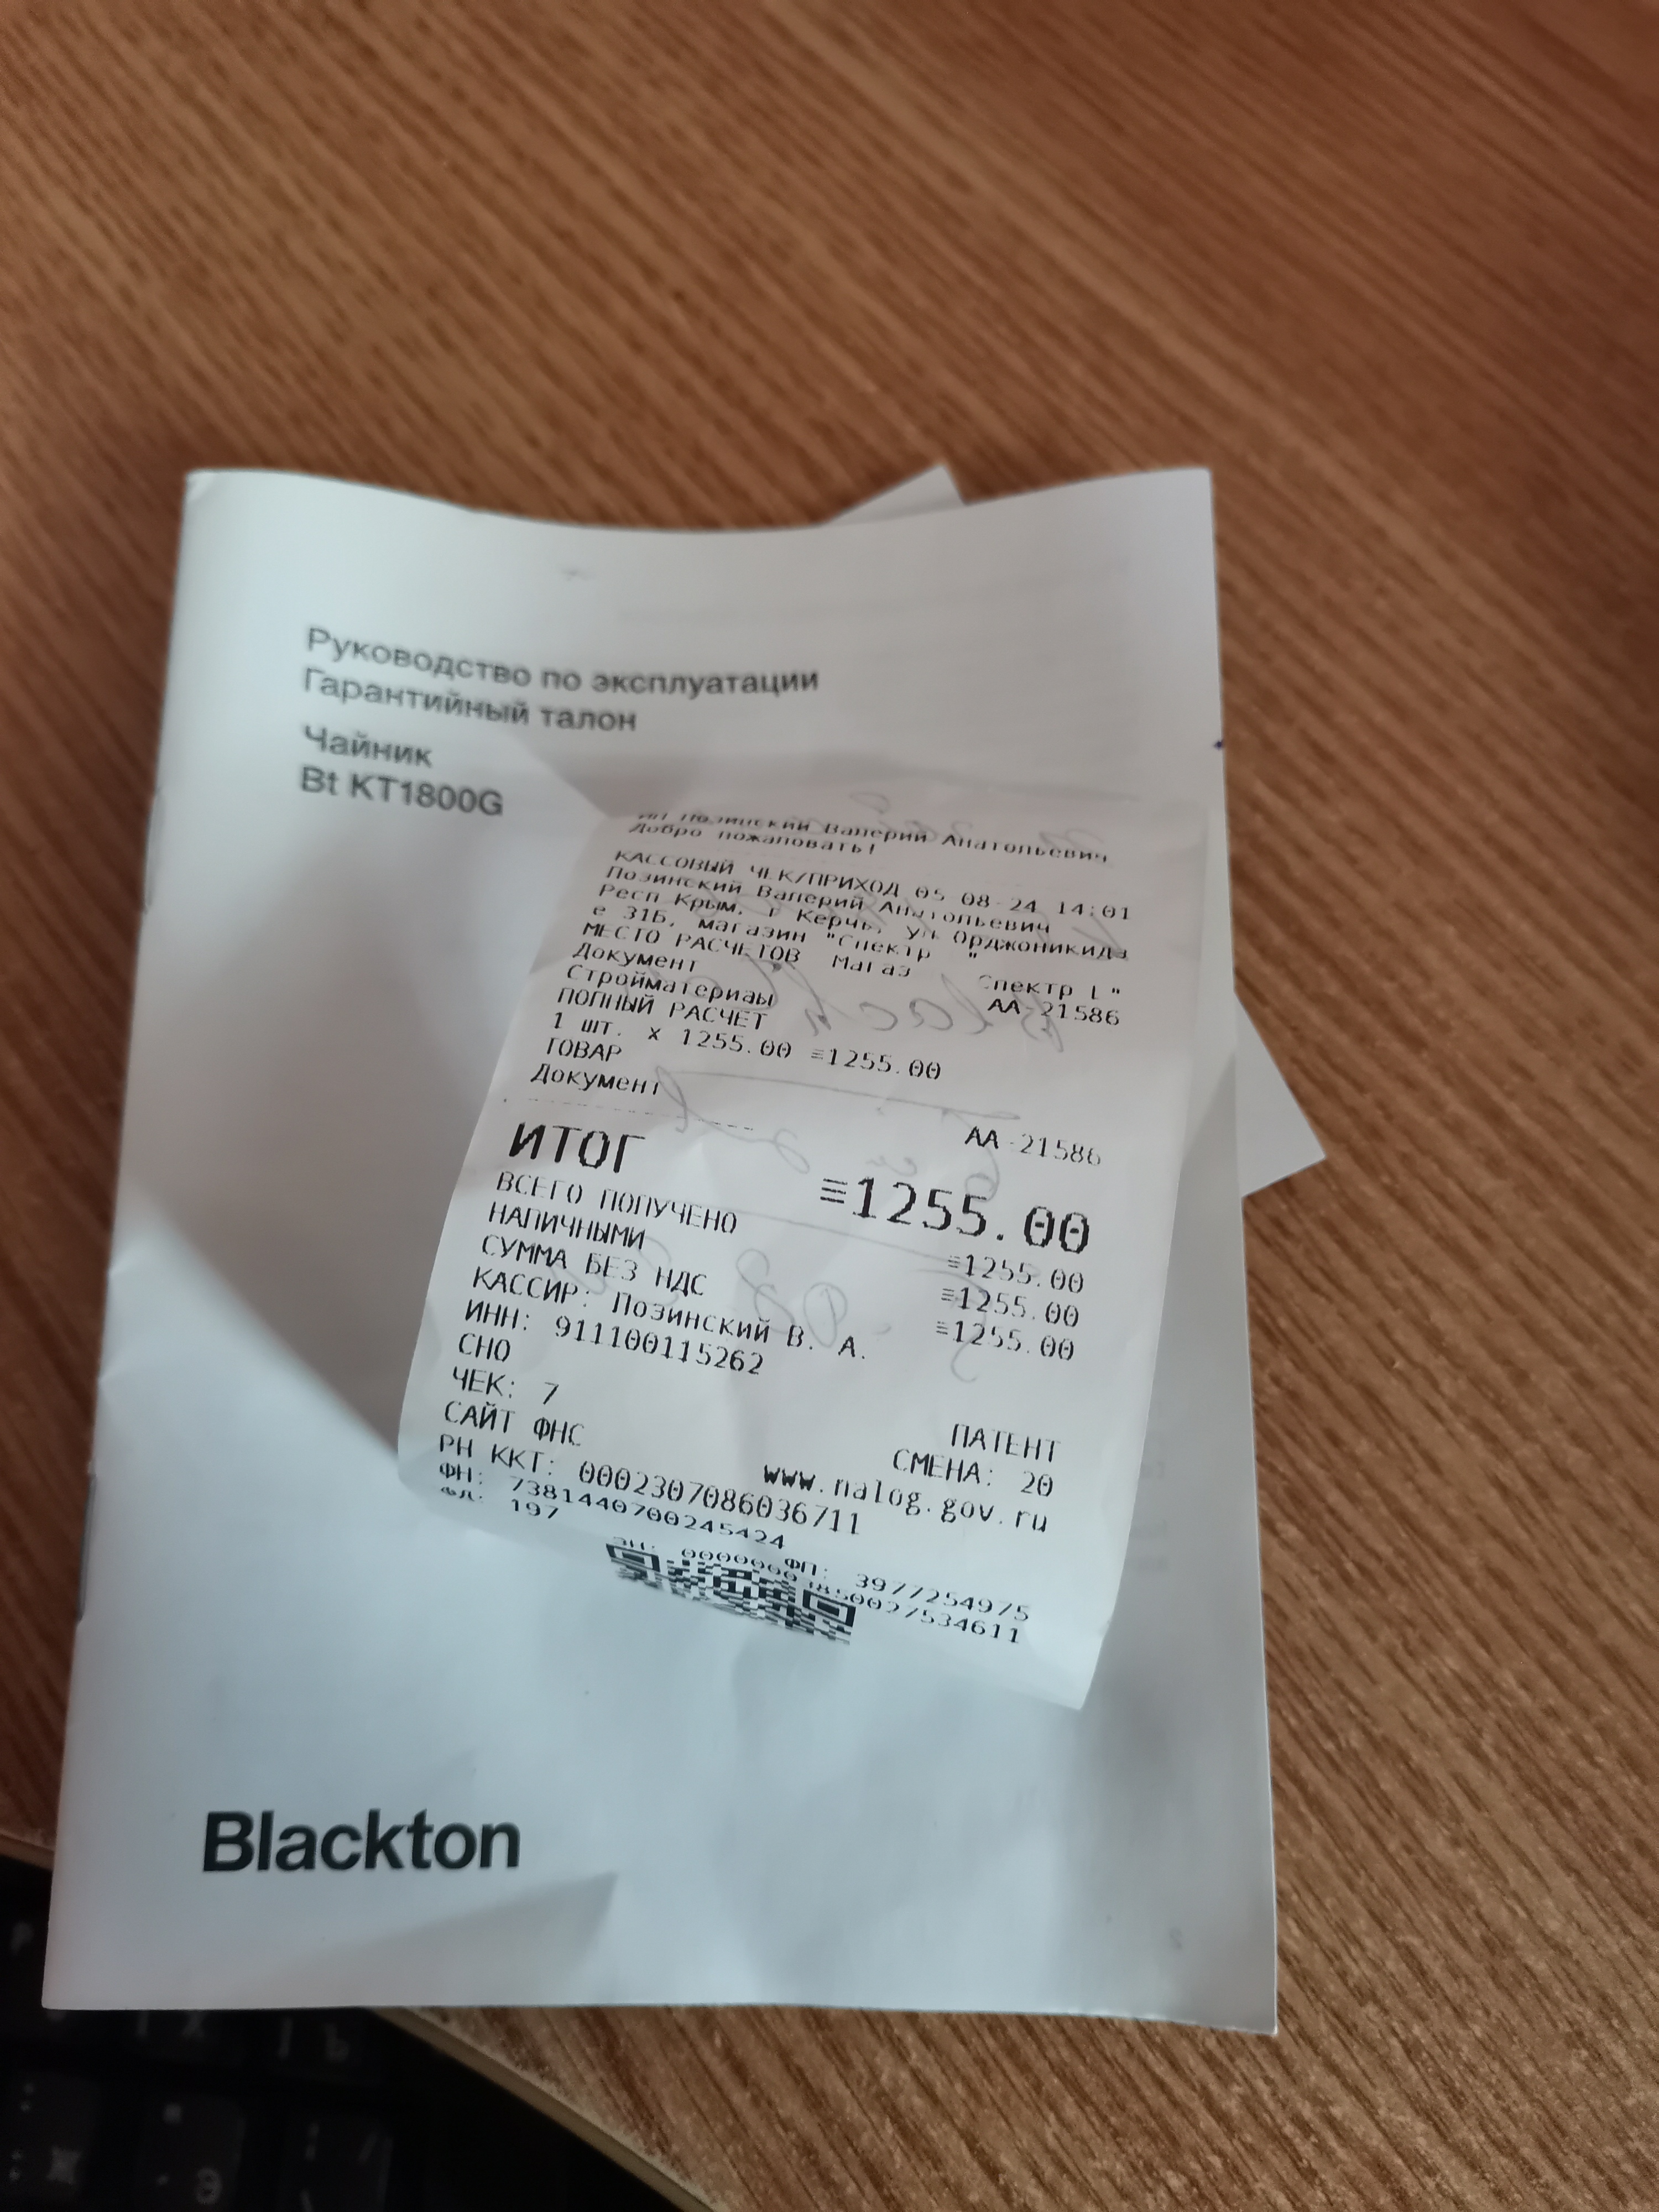 Руководство по эксплуатации
Гарантийный талон
Чайник
Bt KT1800G
ИП Позинский Валерий Анатольевич
Добро пожаловать!
КАССОВЫЙ ЧЕК/ПРИХОД 05 08 24 14:01
Позинский Валерий Анатольевич
Респ Крым, г Керчь, ул Орджоникидз
е 31Б, магазин "Спектр "
МЕСТО РАСЧЕТОВ Магаз Спектр L"
Документ АА-21586
Стройматериаы
ПОЛНЫЙ РАСЧЕТ
1 шт. х 1255.00 ≡1255.00
ТОВАР
Документ АА-21586
ИТОГ ≡1255.00
ВСЕГО ПОЛУЧЕНО ≡1255.00
НАЛИЧНЫМИ ≡1255.00
СУММА БЕЗ НДС ≡1255.00
КАССИР: Позинский В. А.
ИНН: 911100115262
СНО ПАТЕНТ
ЧЕК: 7 СМЕНА: 20
САЙТ ФНС www.nalog.gov.ru
РН ККТ: 0002307086036711
ФН: 7381440700245424
ФД: 197 ФП: 3977254975
Blackton